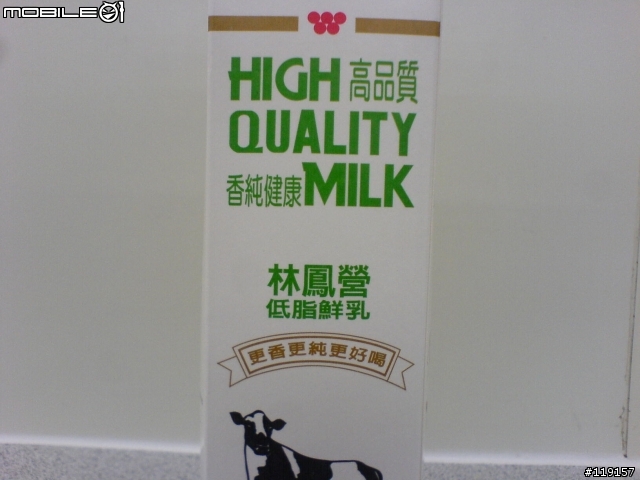 MOBILE01
HIGH 高品質
QUALITY
香純健康 MILK
林鳳營
低脂鮮乳
更香更純更好喝
#119157